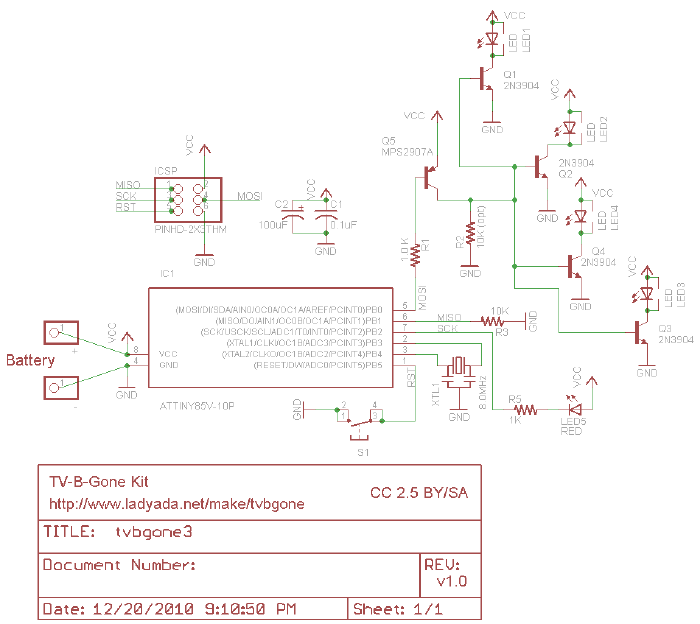 VCC
LED
LED1
Q1
2N3904
GND
VCC
LED
LED2
2N3904
Q2
GND
VCC
Q5
MPS2907A
VCC
LED
LED4
Q4
2N3904
GND
VCC
LED
LED3
Q3
2N3904
GND
ICSP
VCC
MISO
SCK
RST
1
2
3
4
5
6
MOSI
PINHD-2X3THM
GND
VCC
C2
C1
100uF
0.1uF
GND
R1
1.0K
MOSI
R2
10K (opt)
GND
IC1
(MOSI/DI/SDA/AIN0/OC0A/OC1A/AREF/PCINT0)PB0
(MISO/DO/AIN1/OC0B/OC1A/PCINT1)PB1
(SCK/USCK/SCL/ADC1/T0/INT0/PCINT2)PB2
(XTAL1/CLKI/OC1B/ADC3/PCINT3)PB3
(XTAL2/CLKO/OC1B/ADC2/PCINT4)PB4
(RESET/DW/ADC0/PCINT5)PB5
5
6
7
2
3
1
MISO
SCK
10K
R3
GND
RST
8
VCC
4
GND
ATTINY85V-10P
VCC
GND
Battery
1
+
1
-
XTL1
8.0MHz
GND
GND
2
1
4
3
S1
R5
1K
LED5
RED
VCC
TV-B-Gone Kit
http://www.ladyada.net/make/tvbgone
CC 2.5 BY/SA
TITLE: tvbgone3
Document Number:
REV:
v1.0
Date: 12/20/2010 9:10:50 PM
Sheet: 1/1